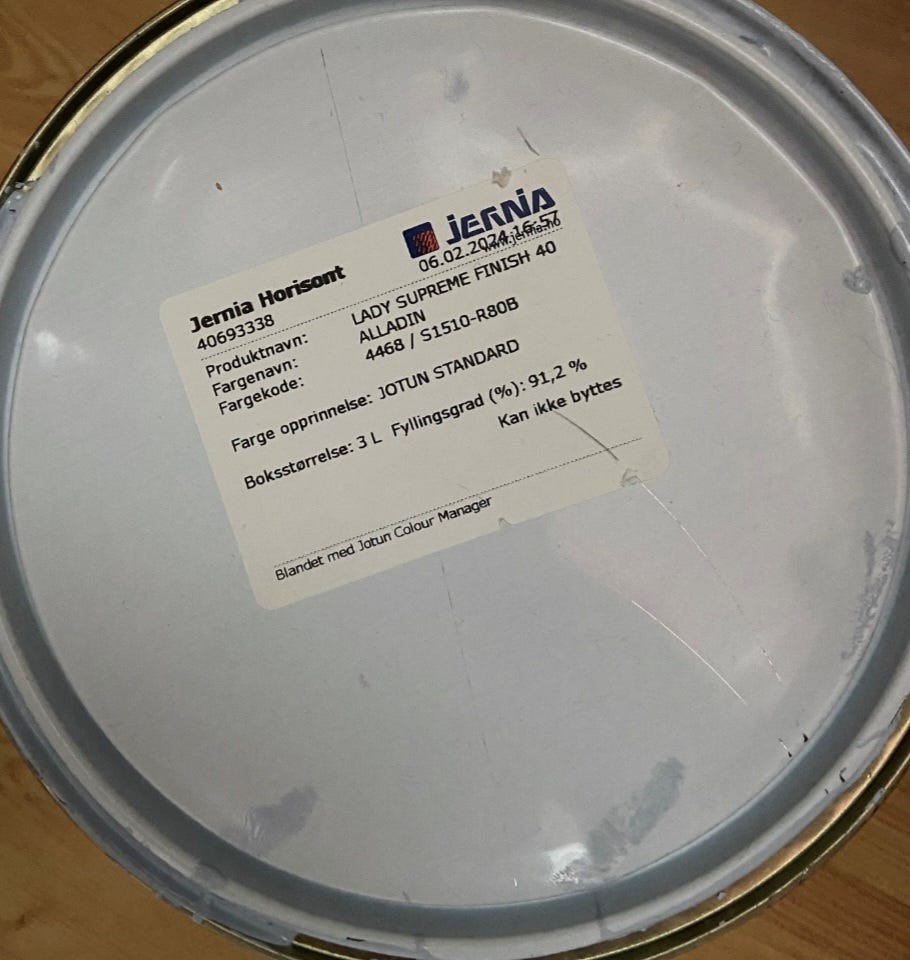 JERNIA
www.jernia.no
06.02.2024 16:57
Jernia Horisont
40693338
Produktnavn: LADY SUPREME FINISH 40
Fargenavn: ALLADIN
Fargekode: 4468 / S1510-R80B
Farge opprinnelse: JOTUN STANDARD
Boksstørrelse: 3 L Fyllingsgrad (%): 91,2 %
Kan ikke byttes
Blandet med Jotun Colour Manager